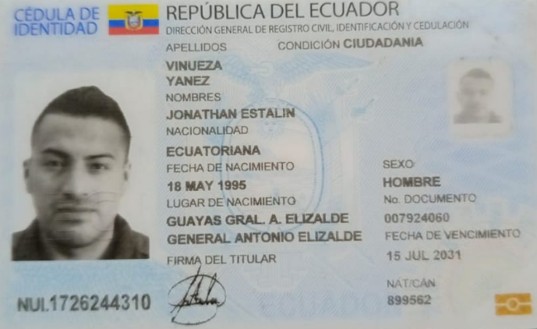 CÉDULA DE
IDENTIDAD
REPÚBLICA DEL ECUADOR
DIRECCIÓN GENERAL DE REGISTRO CIVIL, IDENTIFICACIÓN Y CEDULACIÓN
APELLIDOS CONDICIÓN CIUDADANIA
VINUEZA
YANEZ
NOMBRES
JONATHAN ESTALIN
NACIONALIDAD
ECUATORIANA
FECHA DE NACIMIENTO
18 MAY 1995
LUGAR DE NACIMIENTO
GUAYAS GRAL. A. ELIZALDE
GENERAL ANTONIO ELIZALDE
FIRMA DEL TITULAR
SEXO
HOMBRE
No. DOCUMENTO
007924060
FECHA DE VENCIMIENTO
15 JUL 2031
NAT/CAN
899562
NUI.1726244310
ECUADOR